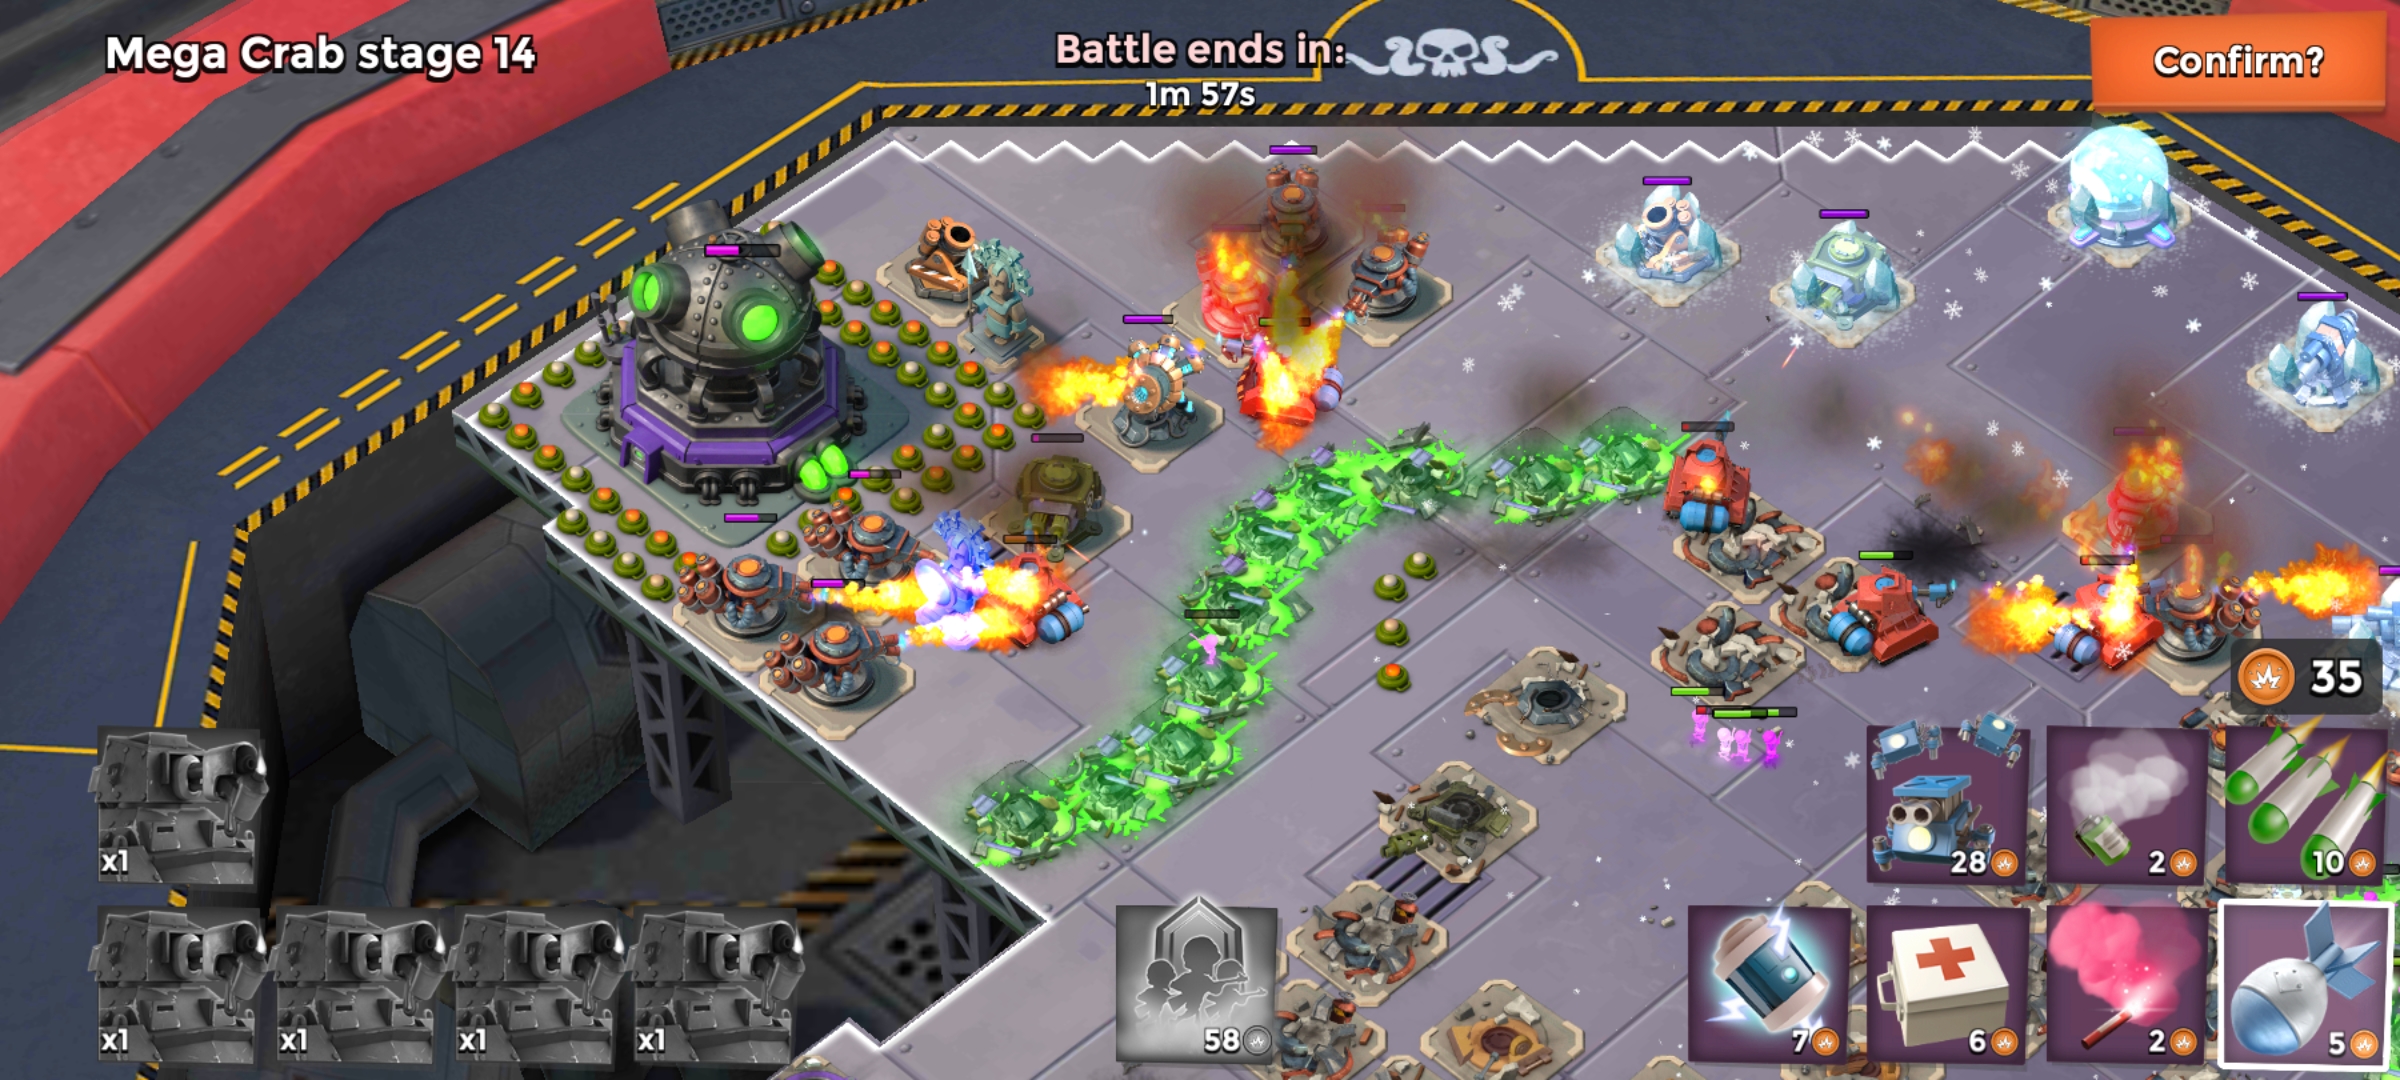 Mega Crab stage 14
Battle ends in:
1m 57s
Confirm?
35
x1
28
2
10
x1
x1
x1
x1
58
7
6
2
5